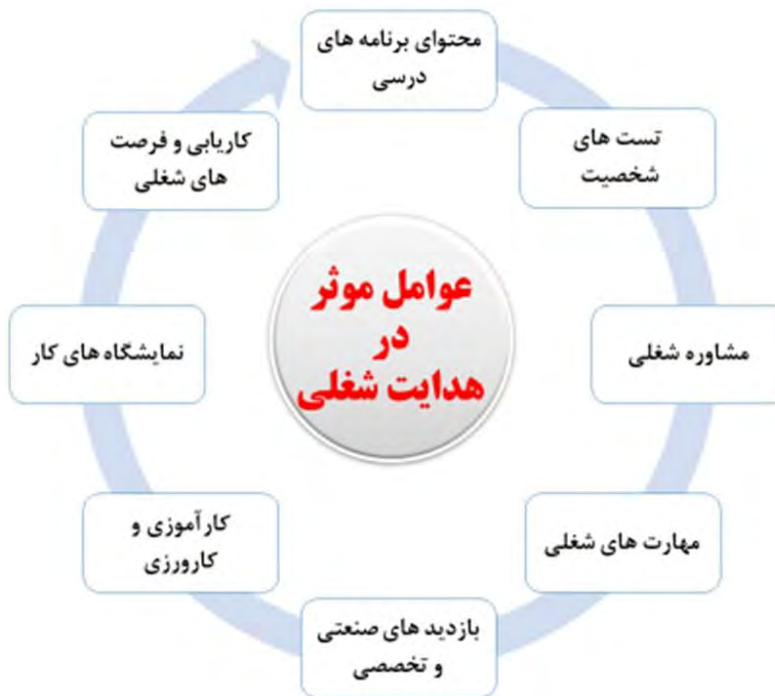 محتوای برنامه های
درسی
تست های
شخصیت
مشاوره شغلی
مهارت های شغلی
بازدید های صنعتی
و تخصصی
کارآموزی و
کارورزی
نمایشگاه های کار
کاریابی و فرصت
های شغلی
عوامل موثر
در
هدایت شغلی